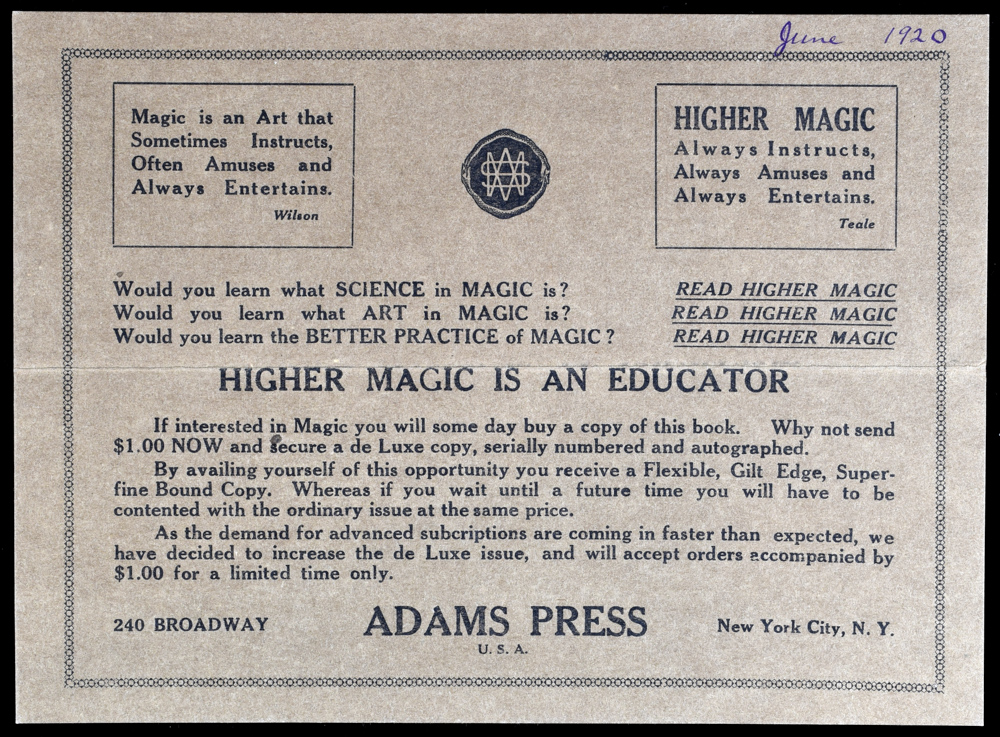 June 1920
Magic is an Art that
Sometimes Instructs,
Often Amuses and
Always Entertains.
Wilson
HIGHER MAGIC
Always Instructs,
Always Amuses and
Always Entertains.
Teale
Would you learn what SCIENCE in MAGIC is? READ HIGHER MAGIC
Would you learn what ART in MAGIC is? READ HIGHER MAGIC
Would you learn the BETTER PRACTICE of MAGIC? READ HIGHER MAGIC
HIGHER MAGIC IS AN EDUCATOR
If interested in Magic you will some day buy a copy of this book. Why not send
$1.00 NOW and secure a de Luxe copy, serially numbered and autographed.
By availing yourself of this opportunity you receive a Flexible, Gilt Edge, Super-
fine Bound Copy. Whereas if you wait until a future time you will have to be
contented with the ordinary issue at the same price.
As the demand for advanced subcriptions are coming in faster than expected, we
have decided to increase the de Luxe issue, and will accept orders accompanied by
$1.00 for a limited time only.
240 BROADWAY ADAMS PRESS New York City, N. Y.
U. S. A.